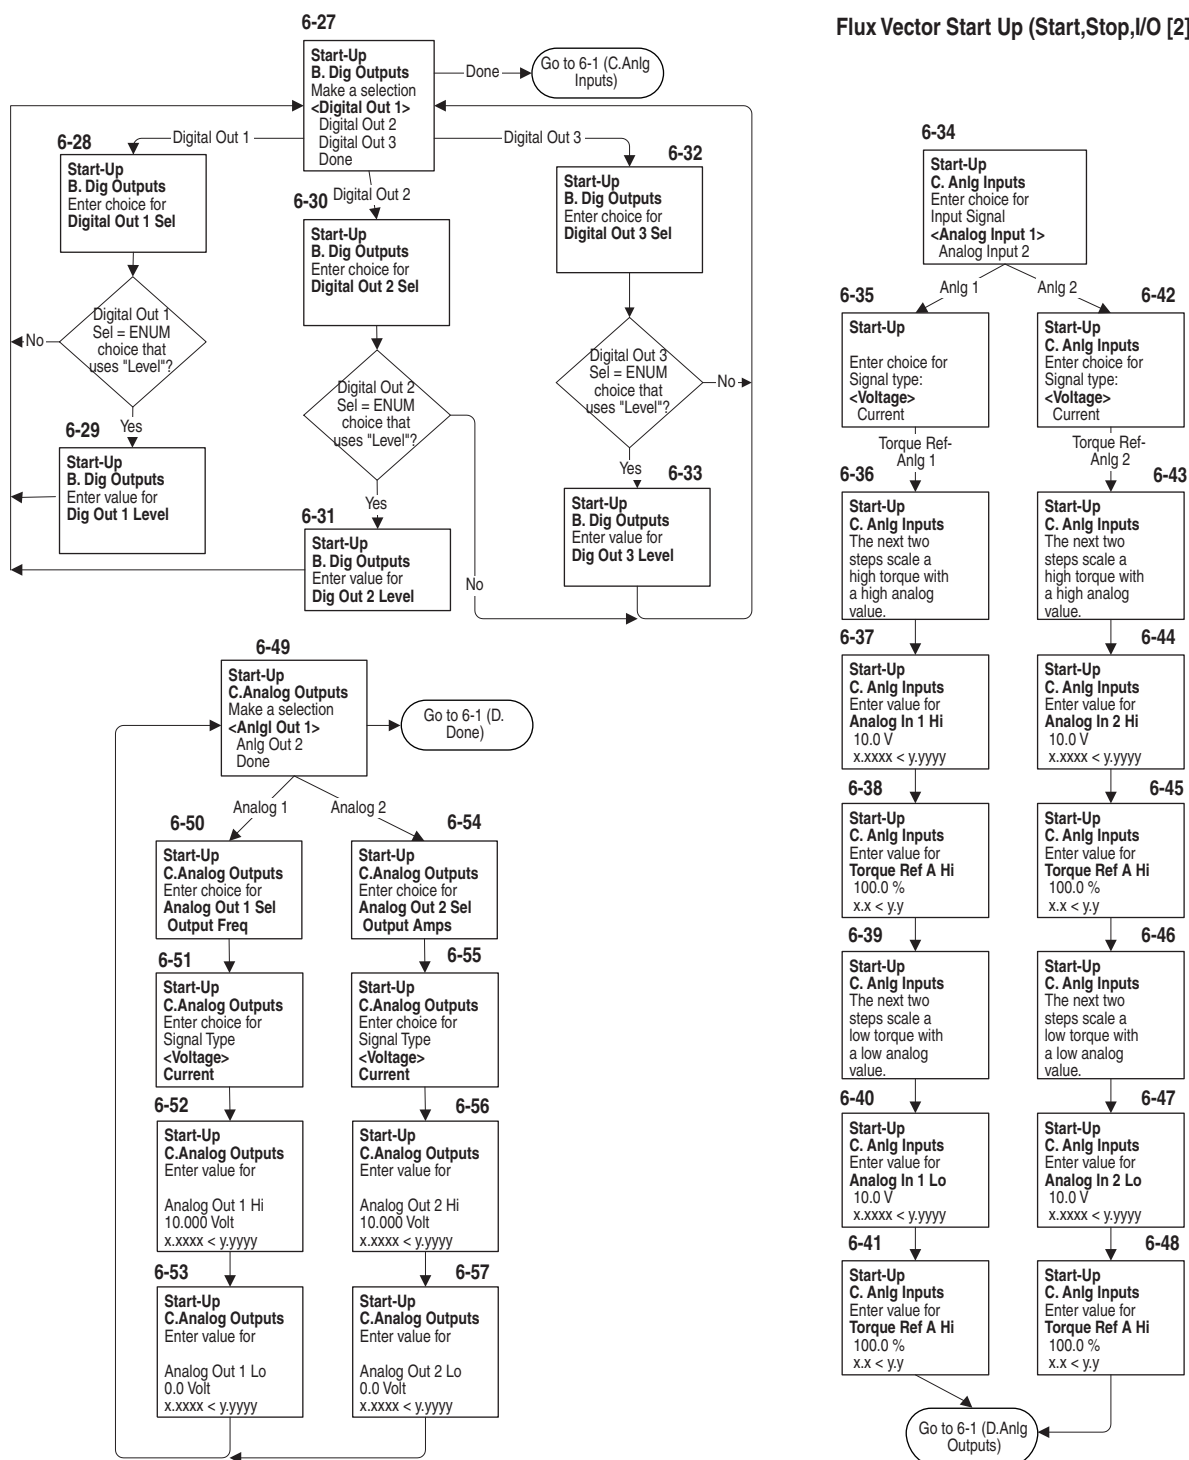 Flux Vector Start Up (Start,Stop,I/O [2]
6-27
Start-Up
B. Dig Outputs
Make a selection
<Digital Out 1>
Digital Out 2
Digital Out 3
Done
Done
Go to 6-1 (C.Anlg
Inputs)
Digital Out 1
Digital Out 2
Digital Out 3
6-28
Start-Up
B. Dig Outputs
Enter choice for
Digital Out 1 Sel
Digital Out 1
Sel = ENUM
choice that
uses "Level"?
No
Yes
6-29
Start-Up
B. Dig Outputs
Enter value for
Dig Out 1 Level
6-30
Start-Up
B. Dig Outputs
Enter choice for
Digital Out 2 Sel
Digital Out 2
Sel = ENUM
choice that
uses "Level"?
Yes
No
6-31
Start-Up
B. Dig Outputs
Enter value for
Dig Out 2 Level
6-32
Start-Up
B. Dig Outputs
Enter choice for
Digital Out 3 Sel
Digital Out 3
Sel = ENUM
choice that
uses "Level"?
No
Yes
6-33
Start-Up
B. Dig Outputs
Enter value for
Dig Out 3 Level
6-34
Start-Up
C. Anlg Inputs
Enter choice for
Input Signal
<Analog Input 1>
Analog Input 2
Anlg 1
Anlg 2
6-35
Start-Up
Enter choice for
Signal type:
<Voltage>
Current
Torque Ref-
Anlg 1
6-36
Start-Up
C. Anlg Inputs
The next two
steps scale a
high torque with
a high analog
value.
6-37
Start-Up
C. Anlg Inputs
Enter value for
Analog In 1 Hi
10.0 V
x.xxxx < y.yyyy
6-38
Start-Up
C. Anlg Inputs
Enter value for
Torque Ref A Hi
100.0 %
x.x < y.y
6-39
Start-Up
C. Anlg Inputs
The next two
steps scale a
low torque with
a low analog
value.
6-40
Start-Up
C. Anlg Inputs
Enter value for
Analog In 1 Lo
10.0 V
x.xxxx < y.yyyy
6-41
Start-Up
C. Anlg Inputs
Enter value for
Torque Ref A Hi
100.0 %
x.x < y.y
6-42
Start-Up
C. Anlg Inputs
Enter choice for
Signal type:
<Voltage>
Current
Torque Ref-
Anlg 2
6-43
Start-Up
C. Anlg Inputs
The next two
steps scale a
high torque with
a high analog
value.
6-44
Start-Up
C. Anlg Inputs
Enter value for
Analog In 2 Hi
10.0 V
x.xxxx < y.yyyy
6-45
Start-Up
C. Anlg Inputs
Enter value for
Torque Ref A Hi
100.0 %
x.x < y.y
6-46
Start-Up
C. Anlg Inputs
The next two
steps scale a
low torque with
a low analog
value.
6-47
Start-Up
C. Anlg Inputs
Enter value for
Analog In 2 Lo
10.0 V
x.xxxx < y.yyyy
6-48
Start-Up
C. Anlg Inputs
Enter value for
Torque Ref A Hi
100.0 %
x.x < y.y
Go to 6-1 (D.Anlg
Outputs)
6-49
Start-Up
C.Analog Outputs
Make a selection
<Anlgl Out 1>
Anlg Out 2
Done
Go to 6-1 (D.
Done)
Analog 1
Analog 2
6-50
Start-Up
C.Analog Outputs
Enter choice for
Analog Out 1 Sel
Output Freq
6-51
Start-Up
C.Analog Outputs
Enter choice for
Signal Type
<Voltage>
Current
6-52
Start-Up
C.Analog Outputs
Enter value for
Analog Out 1 Hi
10.000 Volt
x.xxxx < y.yyyy
6-53
Start-Up
C.Analog Outputs
Enter value for
Analog Out 1 Lo
0.0 Volt
x.xxxx < y.yyyy
6-54
Start-Up
C.Analog Outputs
Enter choice for
Analog Out 2 Sel
Output Amps
6-55
Start-Up
C.Analog Outputs
Enter choice for
Signal Type
<Voltage>
Current
6-56
Start-Up
C.Analog Outputs
Enter value for
Analog Out 2 Hi
10.000 Volt
x.xxxx < y.yyyy
6-57
Start-Up
C.Analog Outputs
Enter value for
Analog Out 2 Lo
0.0 Volt
x.xxxx < y.yyyy